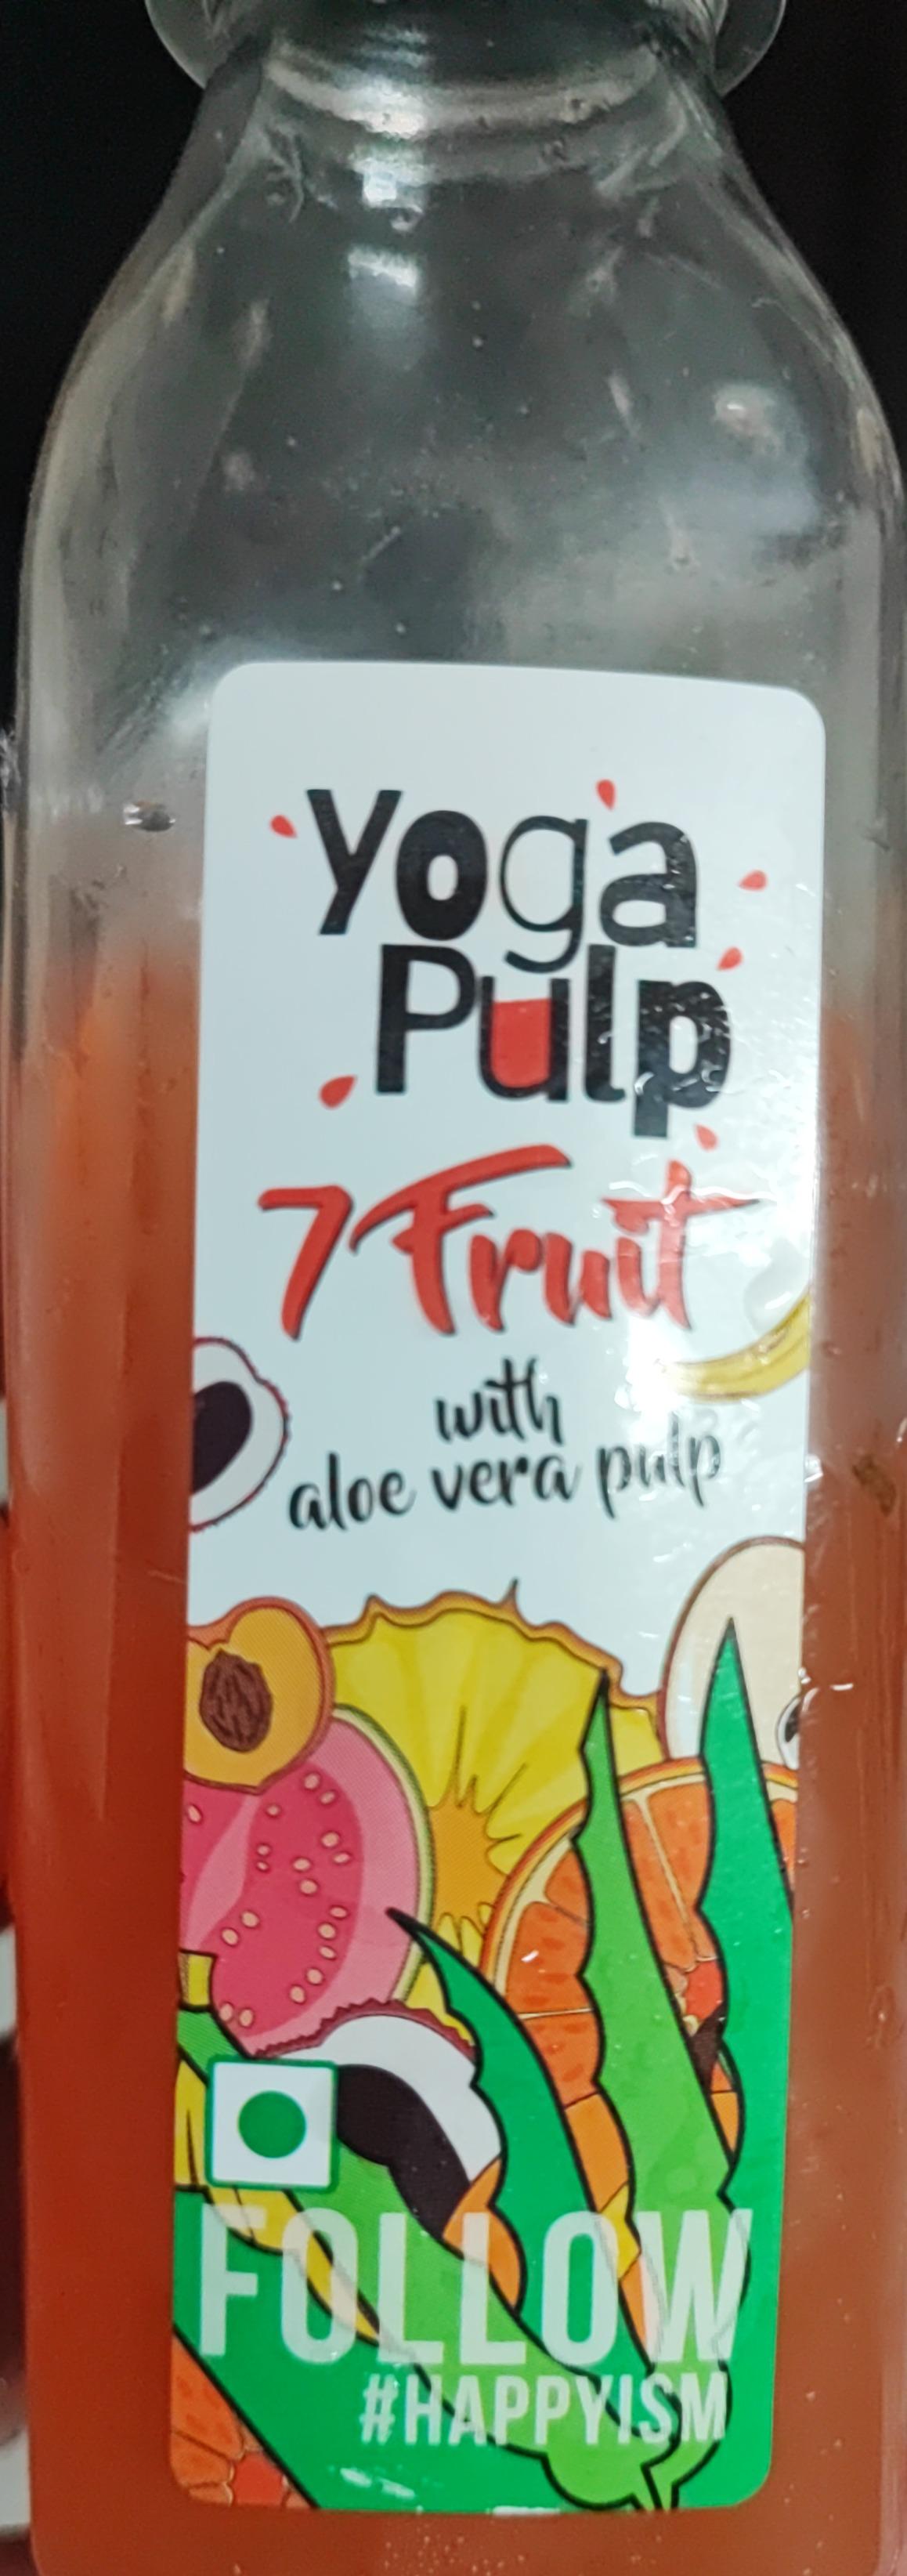 Yoga
Pulp
7 Fruit
with
aloe vera pulp
FOLLOW
#HAPPYISM